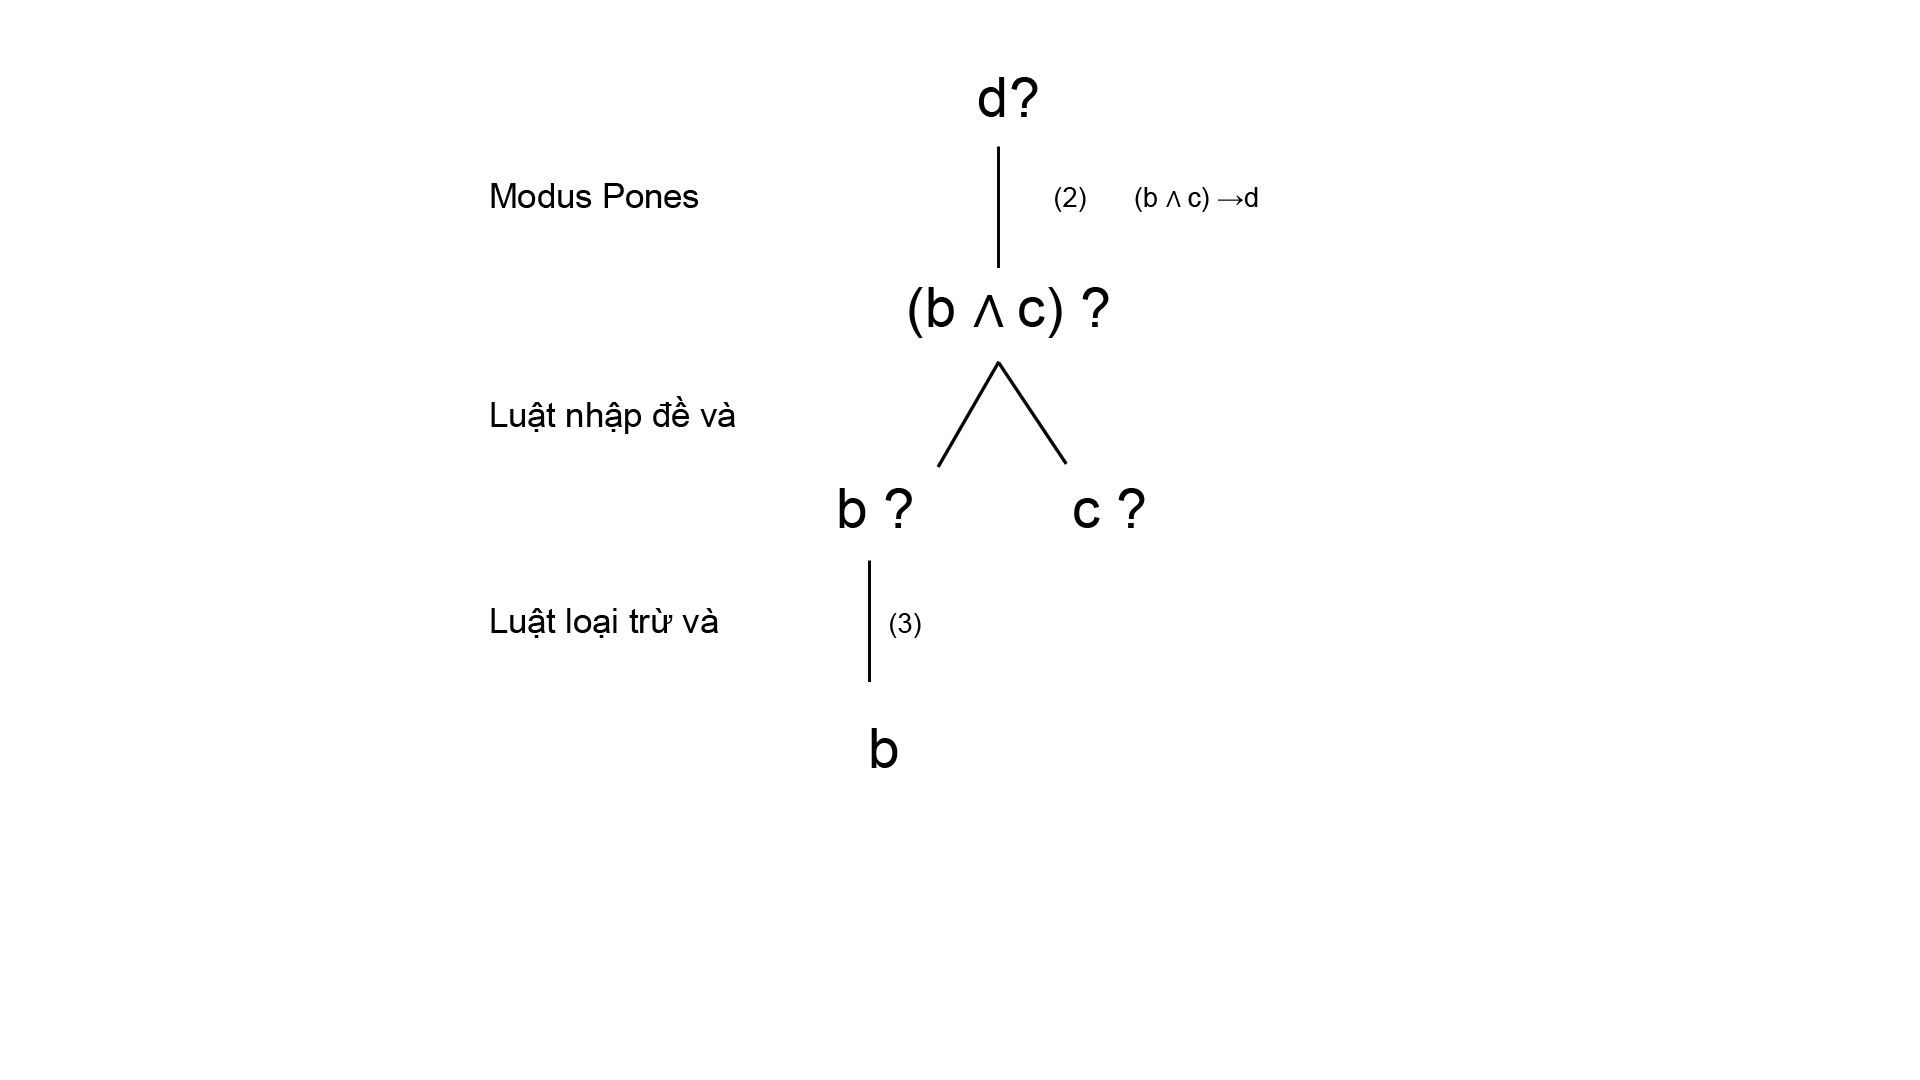 d?
Modus Pones (2) (b ∧ c) →d
(b ∧ c) ?
Luật nhập đề và
b ? c ?
Luật loại trừ và (3)
b